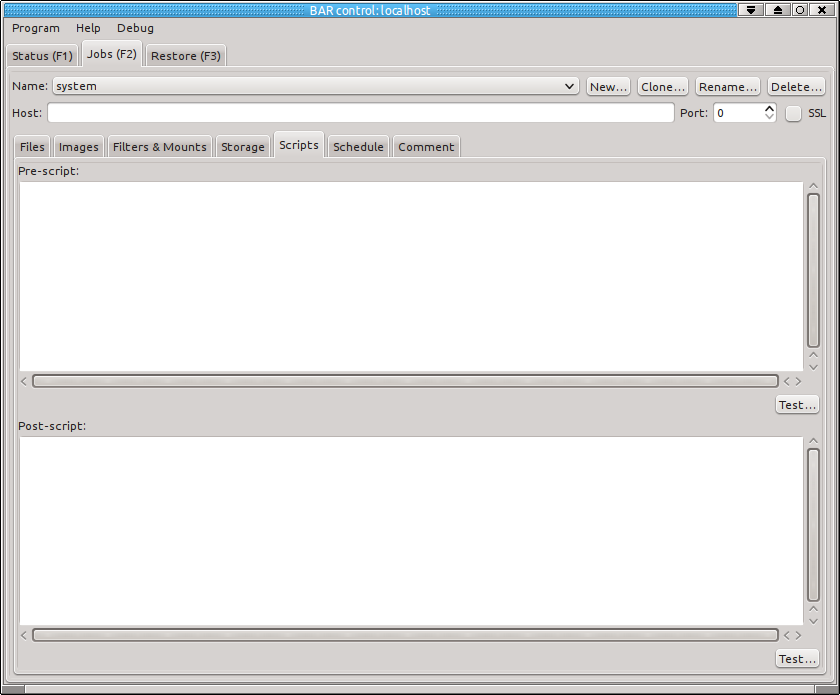 BAR control: localhost
Program Help Debug
Status (F1) Jobs (F2) Restore (F3)
Name: system New... Clone... Rename... Delete...
Host: Port: 0 SSL
Files Images Filters & Mounts Storage Scripts Schedule Comment
Pre-script:
Test...
Post-script:
Test...